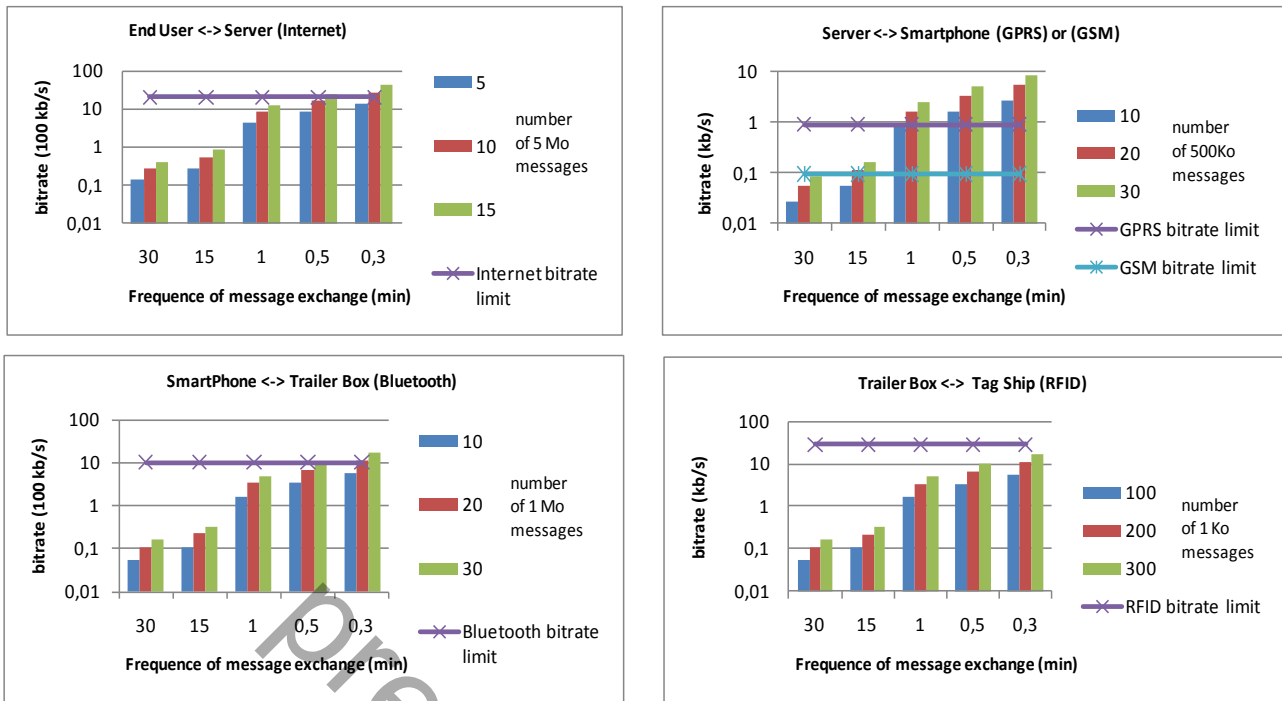 End User <-> Server (Internet)
bitrate (100 kb/s)
100
10
1
0,1
0,01
30 15 1 0,5 0,3
Frequence of message exchange (min)
5
10
15
number
of 5 Mo
messages
Internet bitrate
limit
Server <-> Smartphone (GPRS) or (GSM)
bitrate (kb/s)
10
1
0,1
0,01
30 15 1 0,5 0,3
Frequence of message exchange (min)
10
20
30
number
of 500Ko
messages
GPRS bitrate limit
GSM bitrate limit
SmartPhone <-> Trailer Box (Bluetooth)
bitrate (100 kb/s)
100
10
1
0,1
0,01
30 15 1 0,5 0,3
Frequence of message exchange (min)
10
20
30
number
of 1 Mo
messages
Bluetooth bitrate
limit
Trailer Box <-> Tag Ship (RFID)
bitrate (kb/s)
100
10
1
0,1
0,01
30 15 1 0,5 0,3
Frequence of message exchange (min)
100
200
300
number
of 1 Ko
messages
RFID bitrate limit
pre